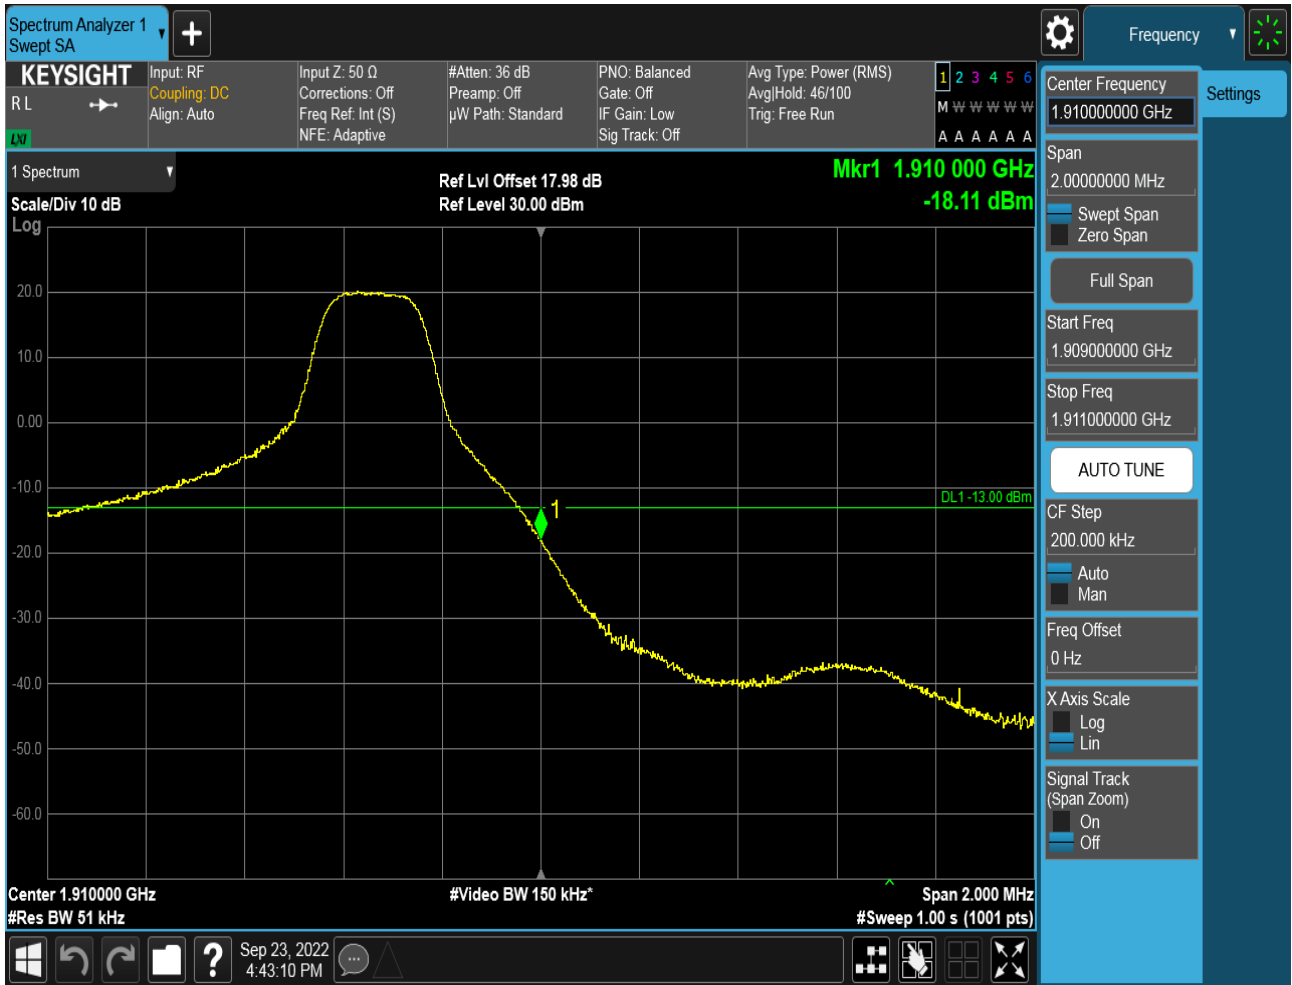 Spectrum Analyzer 1
Swept SA
Frequency
KEYSIGHT
R L
LXI
Input: RF
Coupling: DC
Align: Auto
Input Z: 50 Ω
Corrections: Off
Freq Ref: Int (S)
NFE: Adaptive
#Atten: 36 dB
Preamp: Off
µW Path: Standard
PNO: Balanced
Gate: Off
IF Gain: Low
Sig Track: Off
Avg Type: Power (RMS)
Avg|Hold: 46/100
Trig: Free Run
1 2 3 4 5 6
M W W W W W
A A A A A A
1 Spectrum
Scale/Div 10 dB
Log
Ref Lvl Offset 17.98 dB
Ref Level 30.00 dBm
Mkr1 1.910 000 GHz
-18.11 dBm
20.0
10.0
0.00
-10.0
-20.0
-30.0
-40.0
-50.0
-60.0
DL1 -13.00 dBm
1
Center 1.910000 GHz
#Res BW 51 kHz
#Video BW 150 kHz*
Span 2.000 MHz
#Sweep 1.00 s (1001 pts)
Center Frequency
1.910000000 GHz
Settings
Span
2.00000000 MHz
Swept Span
Zero Span
Full Span
Start Freq
1.909000000 GHz
Stop Freq
1.911000000 GHz
AUTO TUNE
CF Step
200.000 kHz
Auto
Man
Freq Offset
0 Hz
X Axis Scale
Log
Lin
Signal Track
(Span Zoom)
On
Off
?
Sep 23, 2022
4:43:10 PM